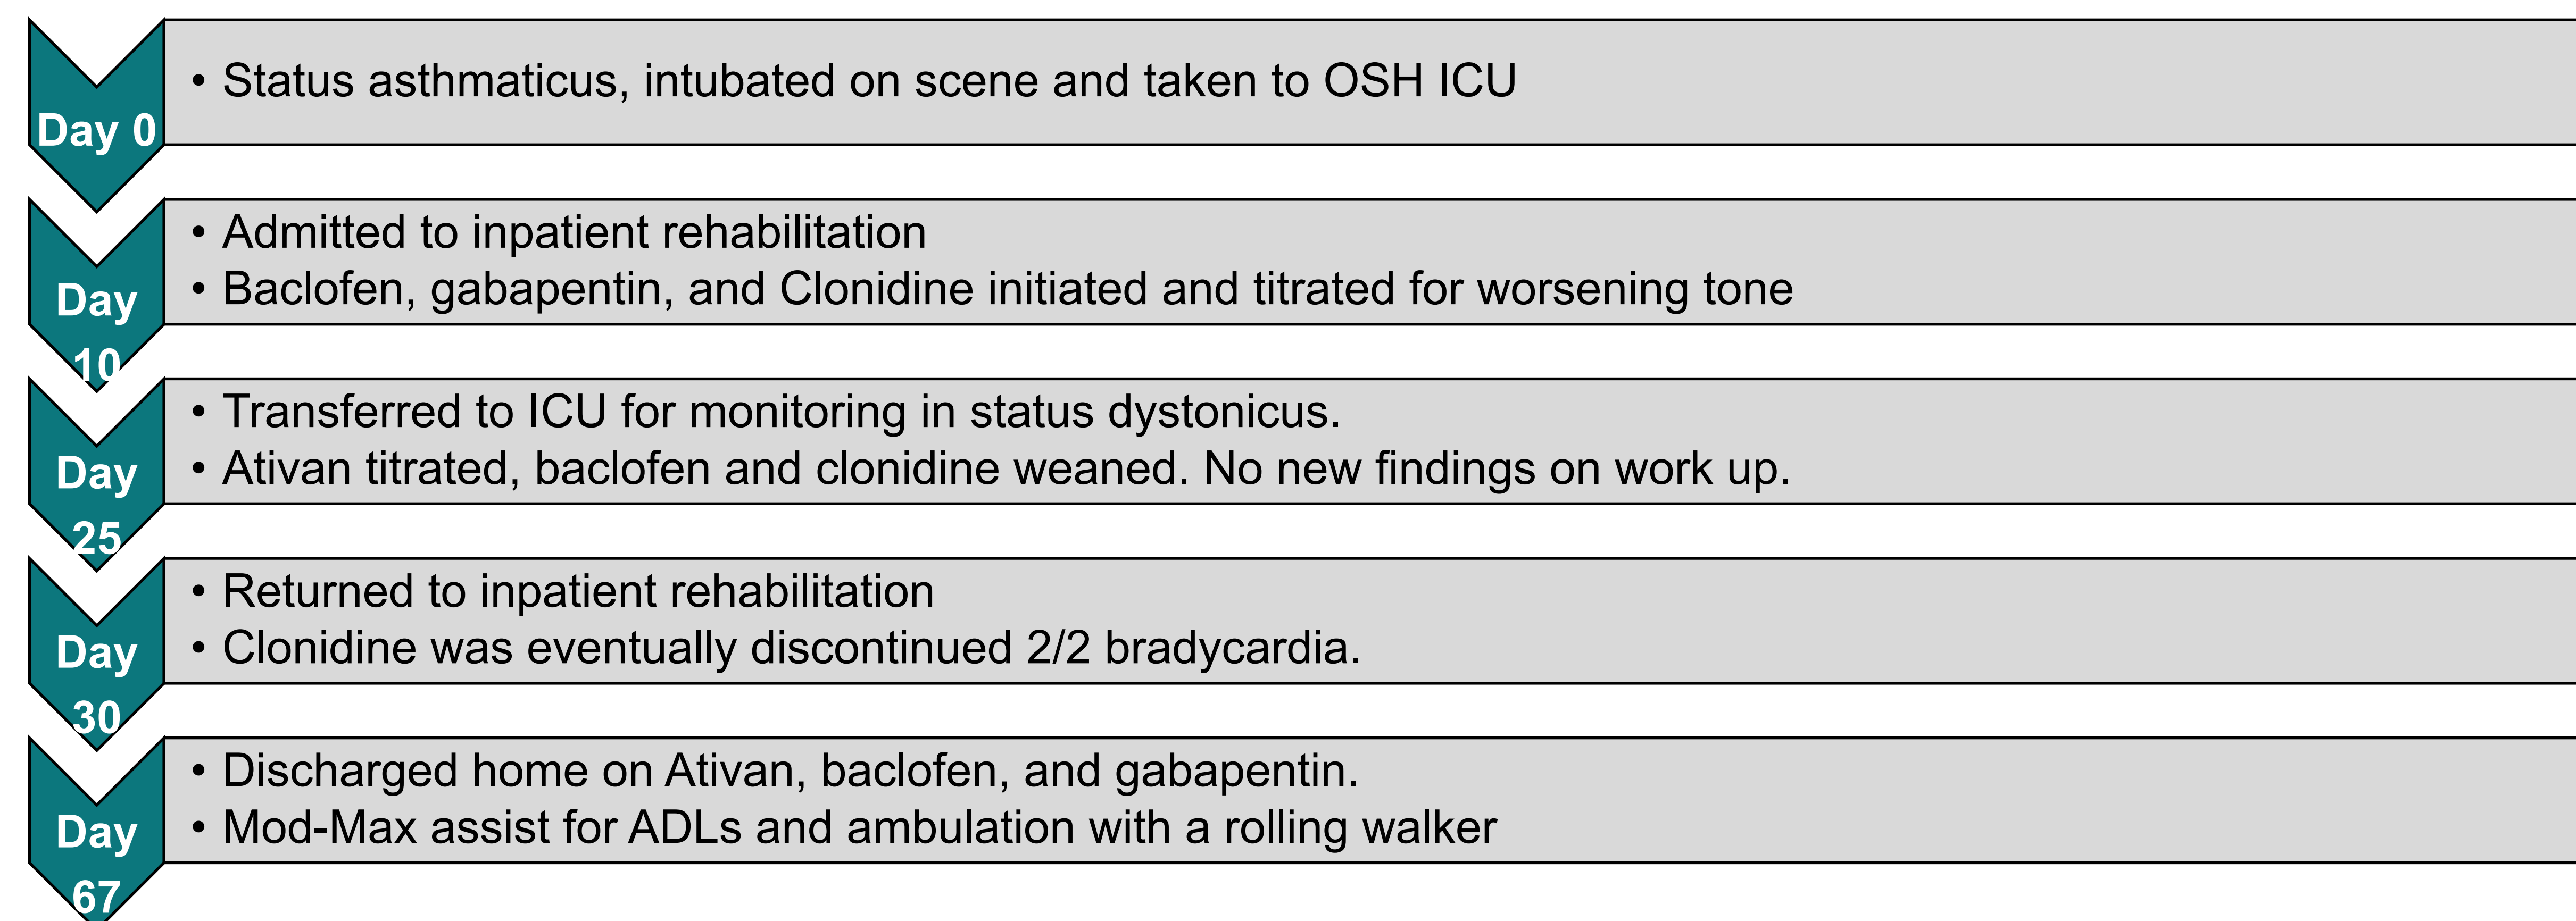 Day 0
• Status asthmaticus, intubated on scene and taken to OSH ICU
Day
10
• Admitted to inpatient rehabilitation
• Baclofen, gabapentin, and Clonidine initiated and titrated for worsening tone
Day
25
• Transferred to ICU for monitoring in status dystonicus.
• Ativan titrated, baclofen and clonidine weaned. No new findings on work up.
Day
30
• Returned to inpatient rehabilitation
• Clonidine was eventually discontinued 2/2 bradycardia.
Day
67
• Discharged home on Ativan, baclofen, and gabapentin.
• Mod-Max assist for ADLs and ambulation with a rolling walker